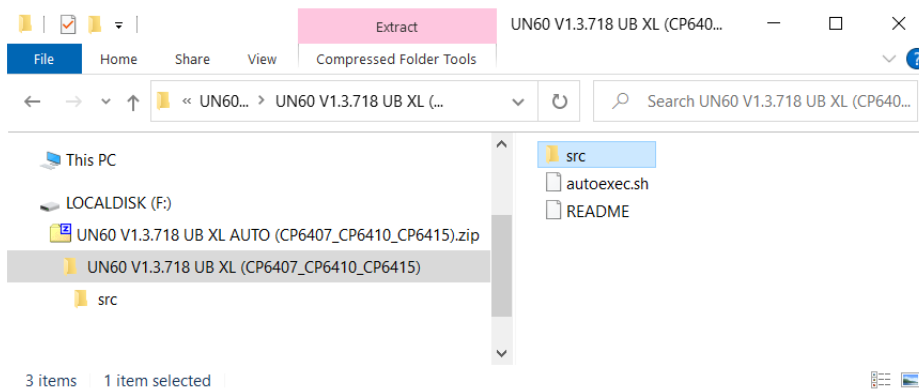 Extract
UN60 V1.3.718 UB XL (CP640...
File
Home
Share
View
Compressed Folder Tools
?
« UN60... > UN60 V1.3.718 UB XL (...
Search UN60 V1.3.718 UB XL (CP640...
This PC
LOCALDISK (F:)
UN60 V1.3.718 UB XL AUTO (CP6407_CP6410_CP6415).zip
UN60 V1.3.718 UB XL (CP6407_CP6410_CP6415)
src
src
autoexec.sh
README
3 items
1 item selected